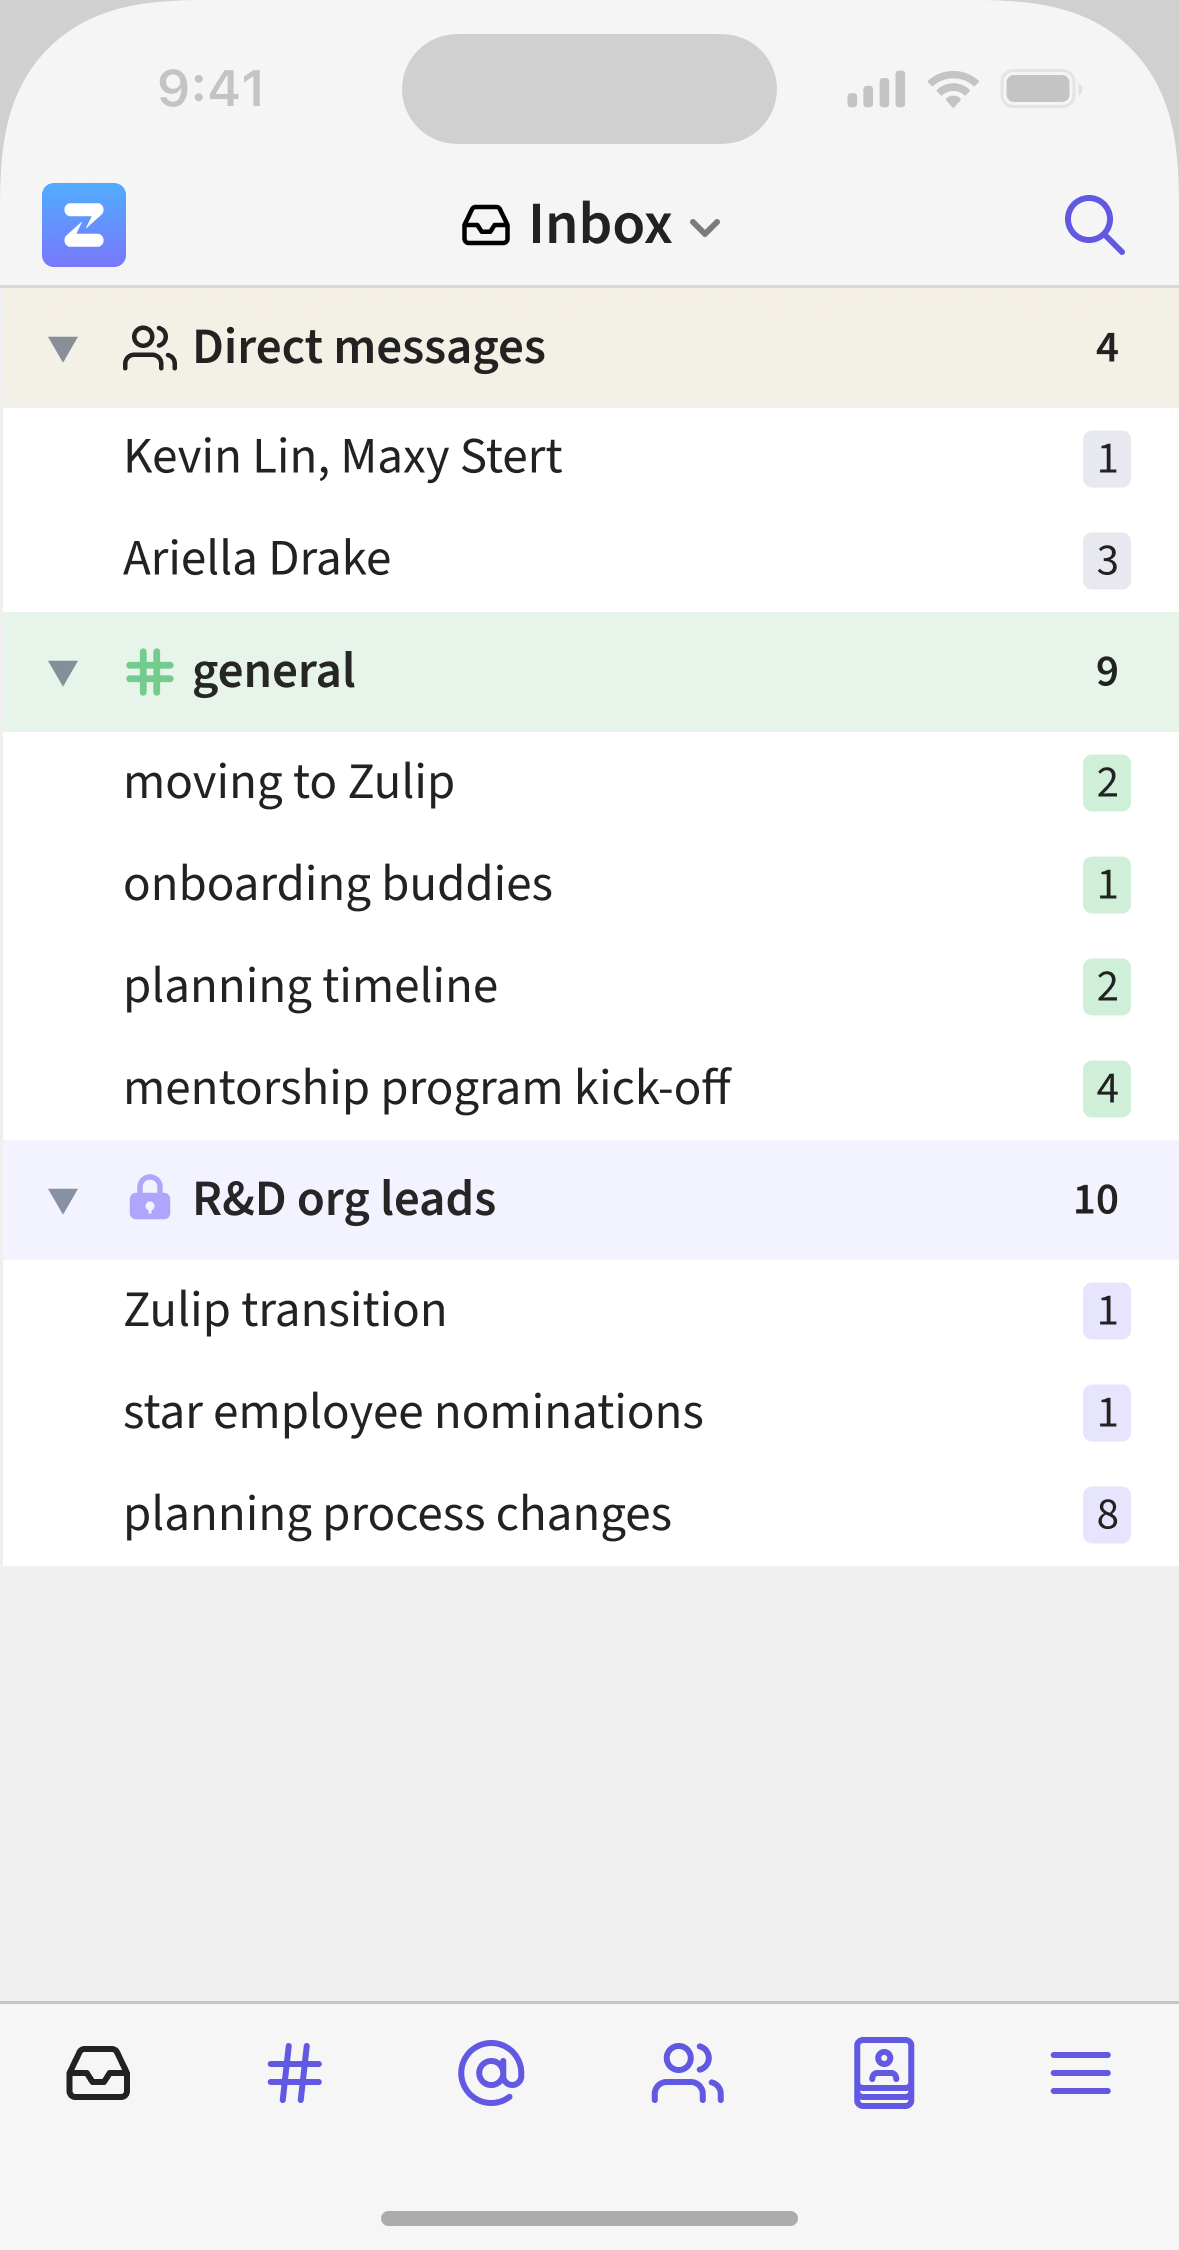 9:41
Inbox
Direct messages 4
Kevin Lin, Maxy Stert 1
Ariella Drake 3
general 9
moving to Zulip 2
onboarding buddies 1
planning timeline 2
mentorship program kick-off 4
R&D org leads 10
Zulip transition 1
star employee nominations 1
planning process changes 8